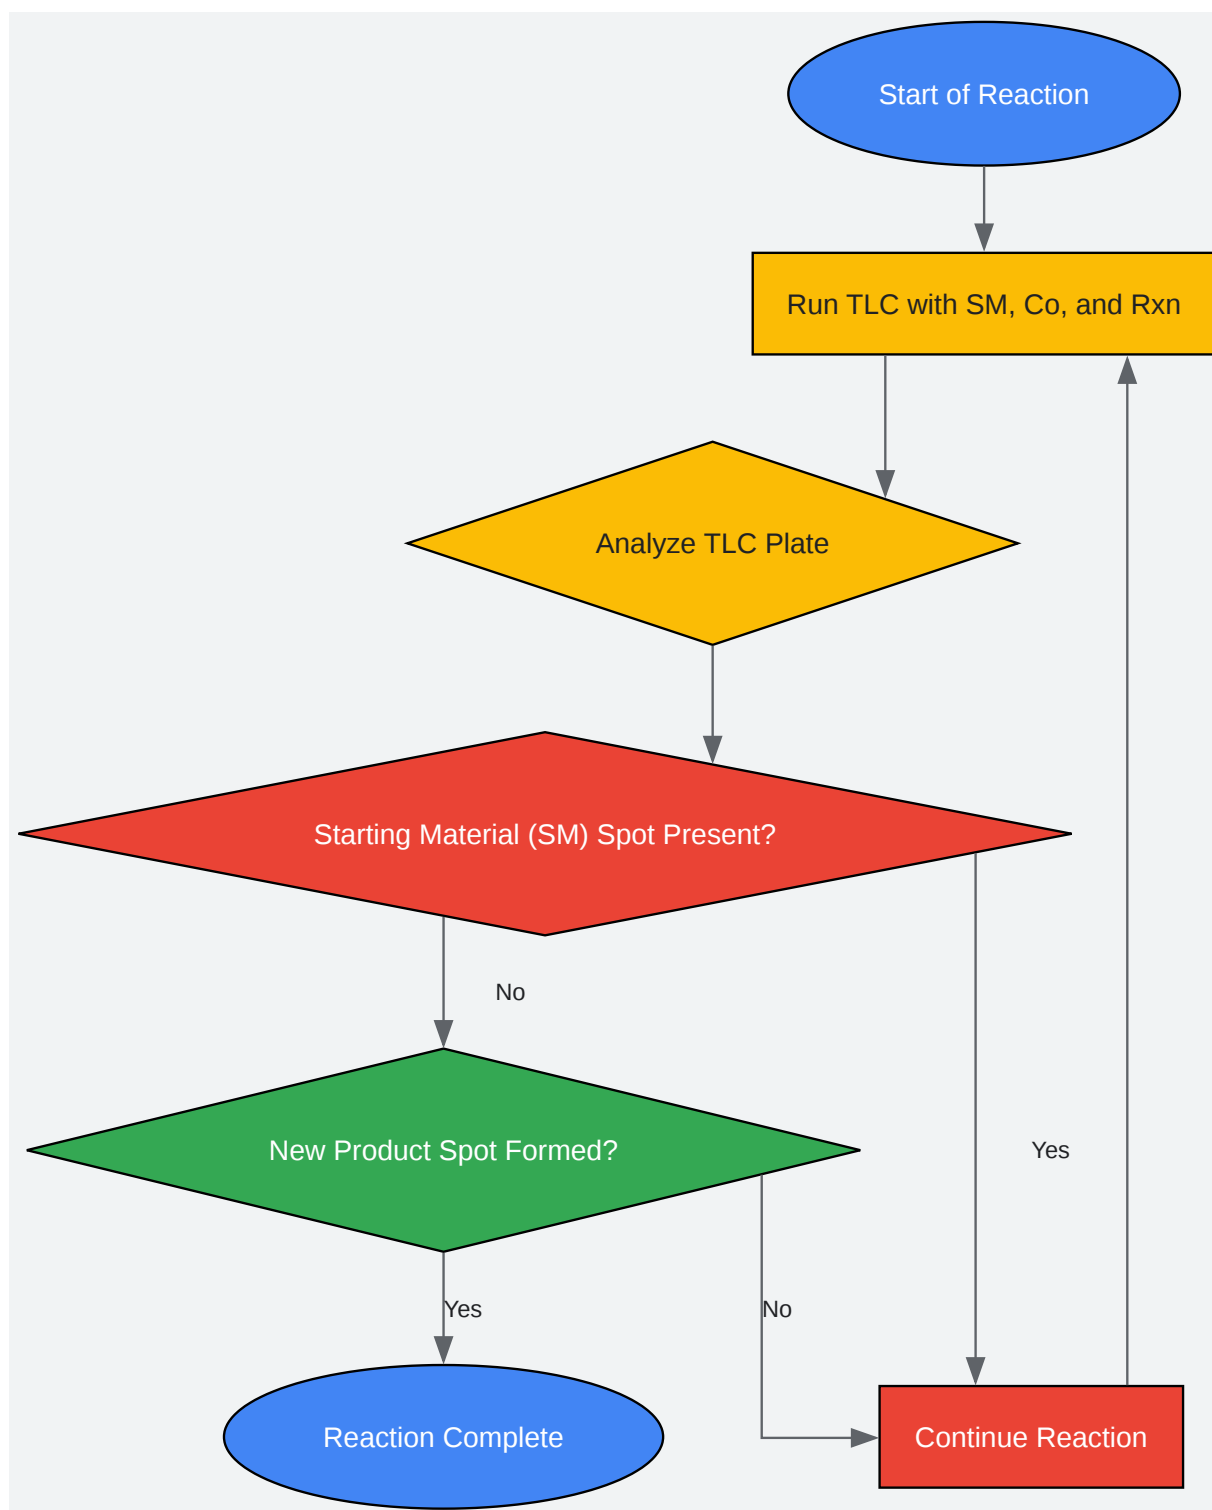 Start of Reaction
Run TLC with SM, Co, and Rxn
Analyze TLC Plate
Starting Material (SM) Spot Present?
No
New Product Spot Formed?
Yes
Yes
No
Reaction Complete
Continue Reaction